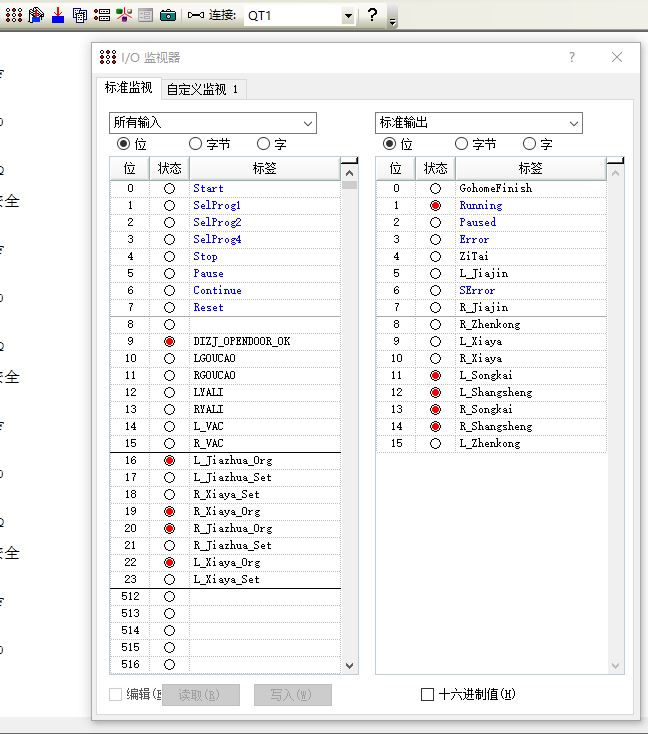 连接: QT1 ?
I/O 监视器 ?
标准监视 自定义监视 1
所有输入
位 字节 字
位 状态 标签
0 Start
1 SelProg1
2 SelProg2
3 SelProg4
4 Stop
5 Pause
6 Continue
7 Reset
8
9 DIZJ_OPENDOOR_OK
10 LGOUCAO
11 RGOUCAO
12 LYALI
13 RYALI
14 L_VAC
15 R_VAC
16 L_Jiazhua_Org
17 L_Jiazhua_Set
18 R_Xiaya_Set
19 R_Xiaya_Org
20 R_Jiazhua_Org
21 R_Jiazhua_Set
22 L_Xiaya_Org
23 L_Xiaya_Set
512
513
514
515
516
标准输出
位 字节 字
位 状态 标签
0 GohomeFinish
1 Running
2 Paused
3 Error
4 ZiTai
5 L_Jiajin
6 SError
7 R_Jiajin
8 R_Zhenkong
9 L_Xiaya
10 R_Xiaya
11 L_Songkai
12 L_Shangsheng
13 R_Songkai
14 R_Shangsheng
15 L_Zhenkong
编辑( 读取(R) 写入(W) 十六进制值(H)
安全
安全
安全